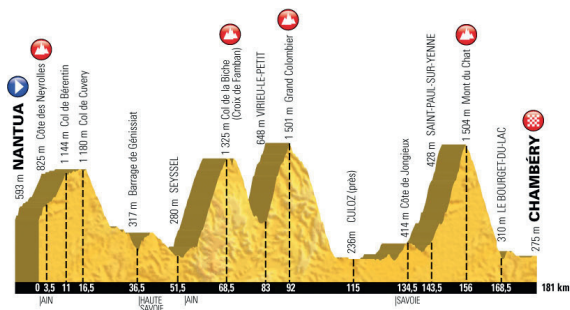 593 m NANTUA
825 m Côte des Neyrolles
1 144 m Col de Bérentin
1 180 m Col de Cuvery
317 m Barrage de Génissiat
280 m SEYSSEL
1 325 m Col de la Biche
(Croix de Famban)
648 m VIRIEU-LE-PETIT
1 501 m Grand Colombier
236m CULOZ (près)
414 m Côte de Jongieux
428 m SAINT-PAUL-SUR-YENNE
1 504 m Mont du Chat
310 m LE BOURGET-DU-LAC
275 m CHAMBÉRY
0 3,5 11 16,5 36,5 51,5 68,5 83 92 115 134,5 143,5 156 168,5 181 km
|AIN |HAUTE |AIN |SAVOIE
SAVOIE